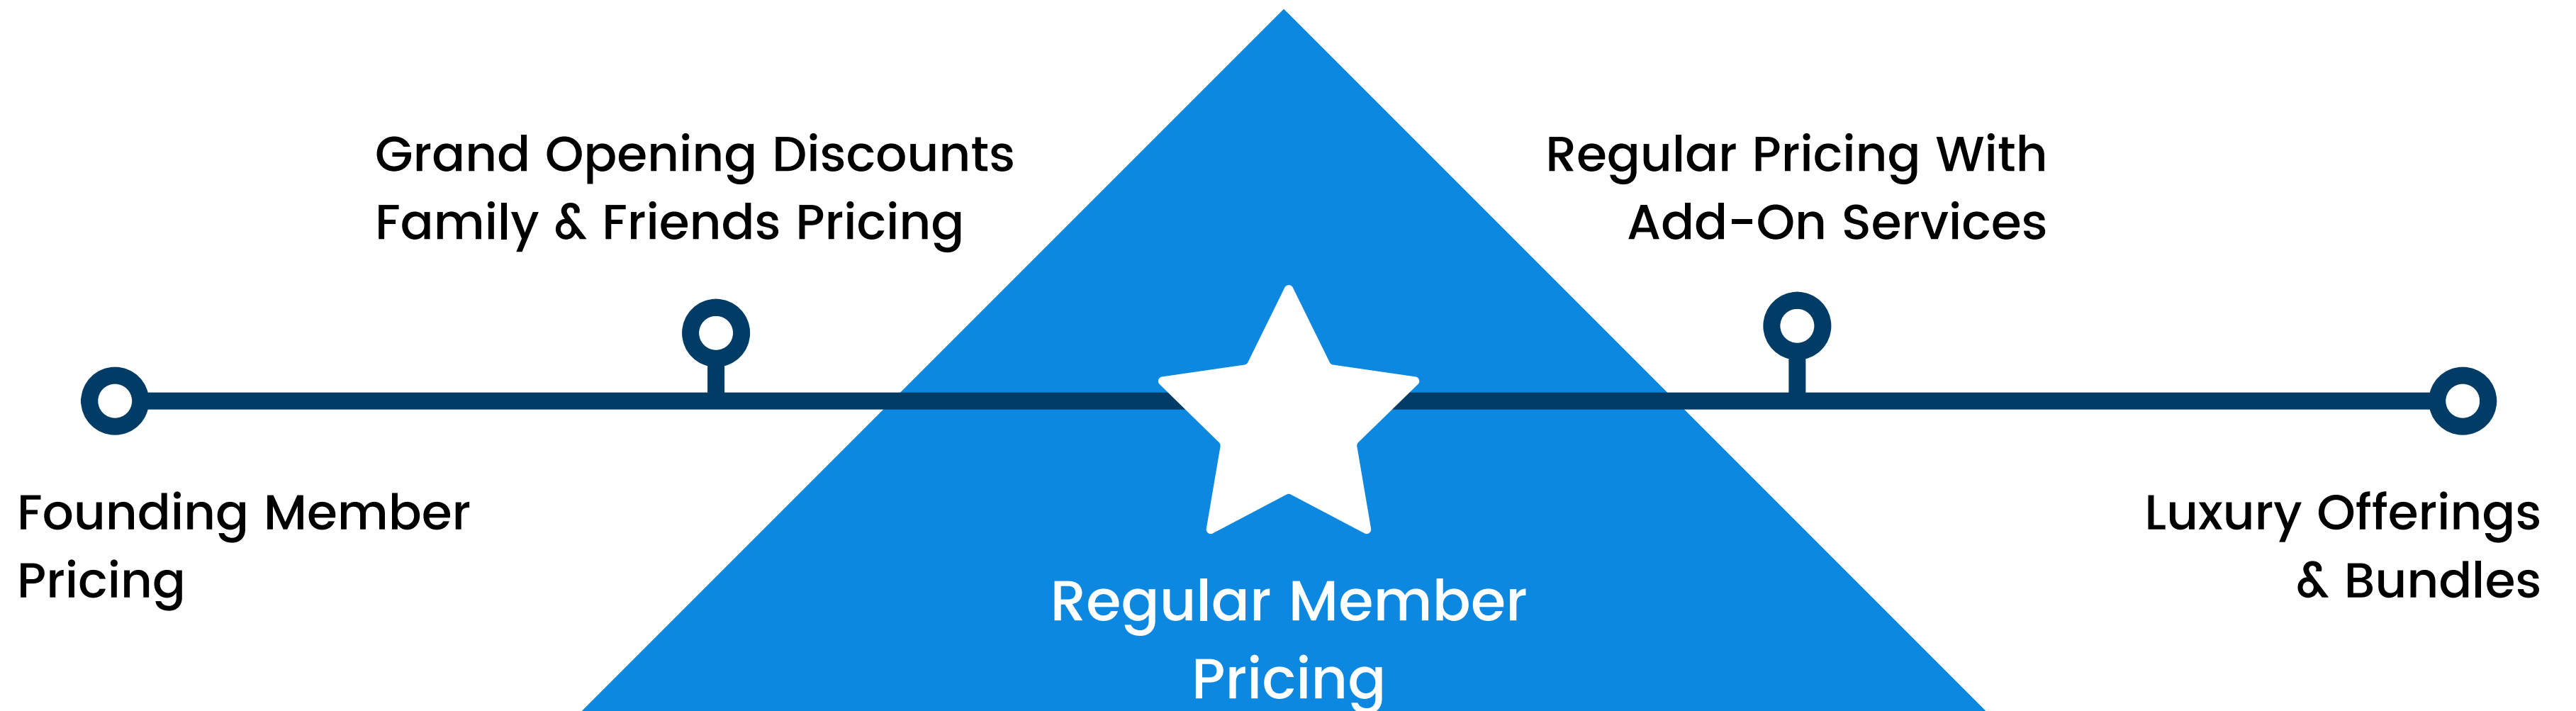 Grand Opening Discounts
Family & Friends Pricing
Regular Pricing With
Add-On Services
Founding Member
Pricing
Regular Member
Pricing
Luxury Offerings
& Bundles